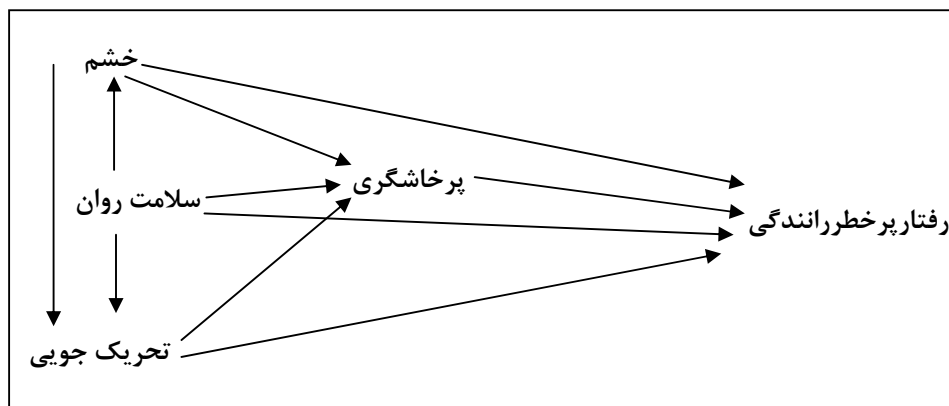 خشم
پرخاشگری
سلامت روان
رفتارپرخطررانندگی
تحریک جویی